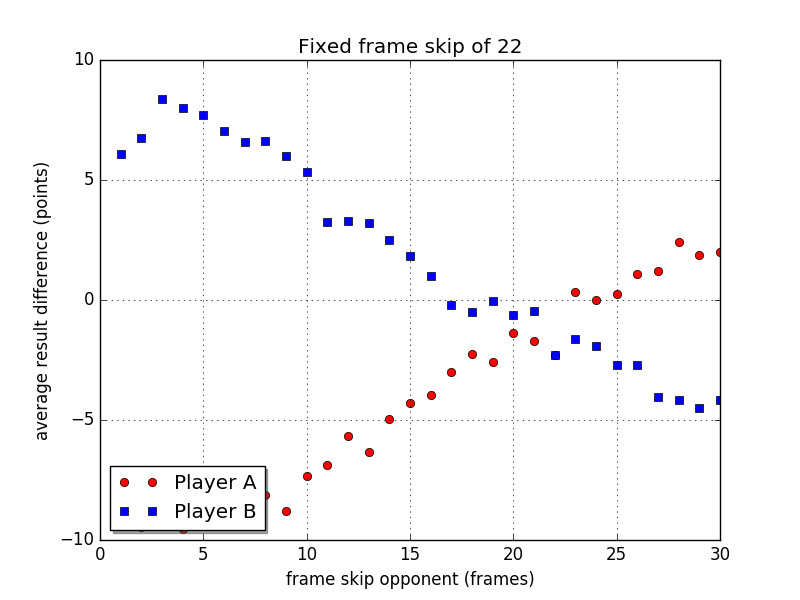 Fixed frame skip of 22
10
5
0
−5
−10
average result difference (points)
Player A
Player B
0 5 10 15 20 25 30
frame skip opponent (frames)